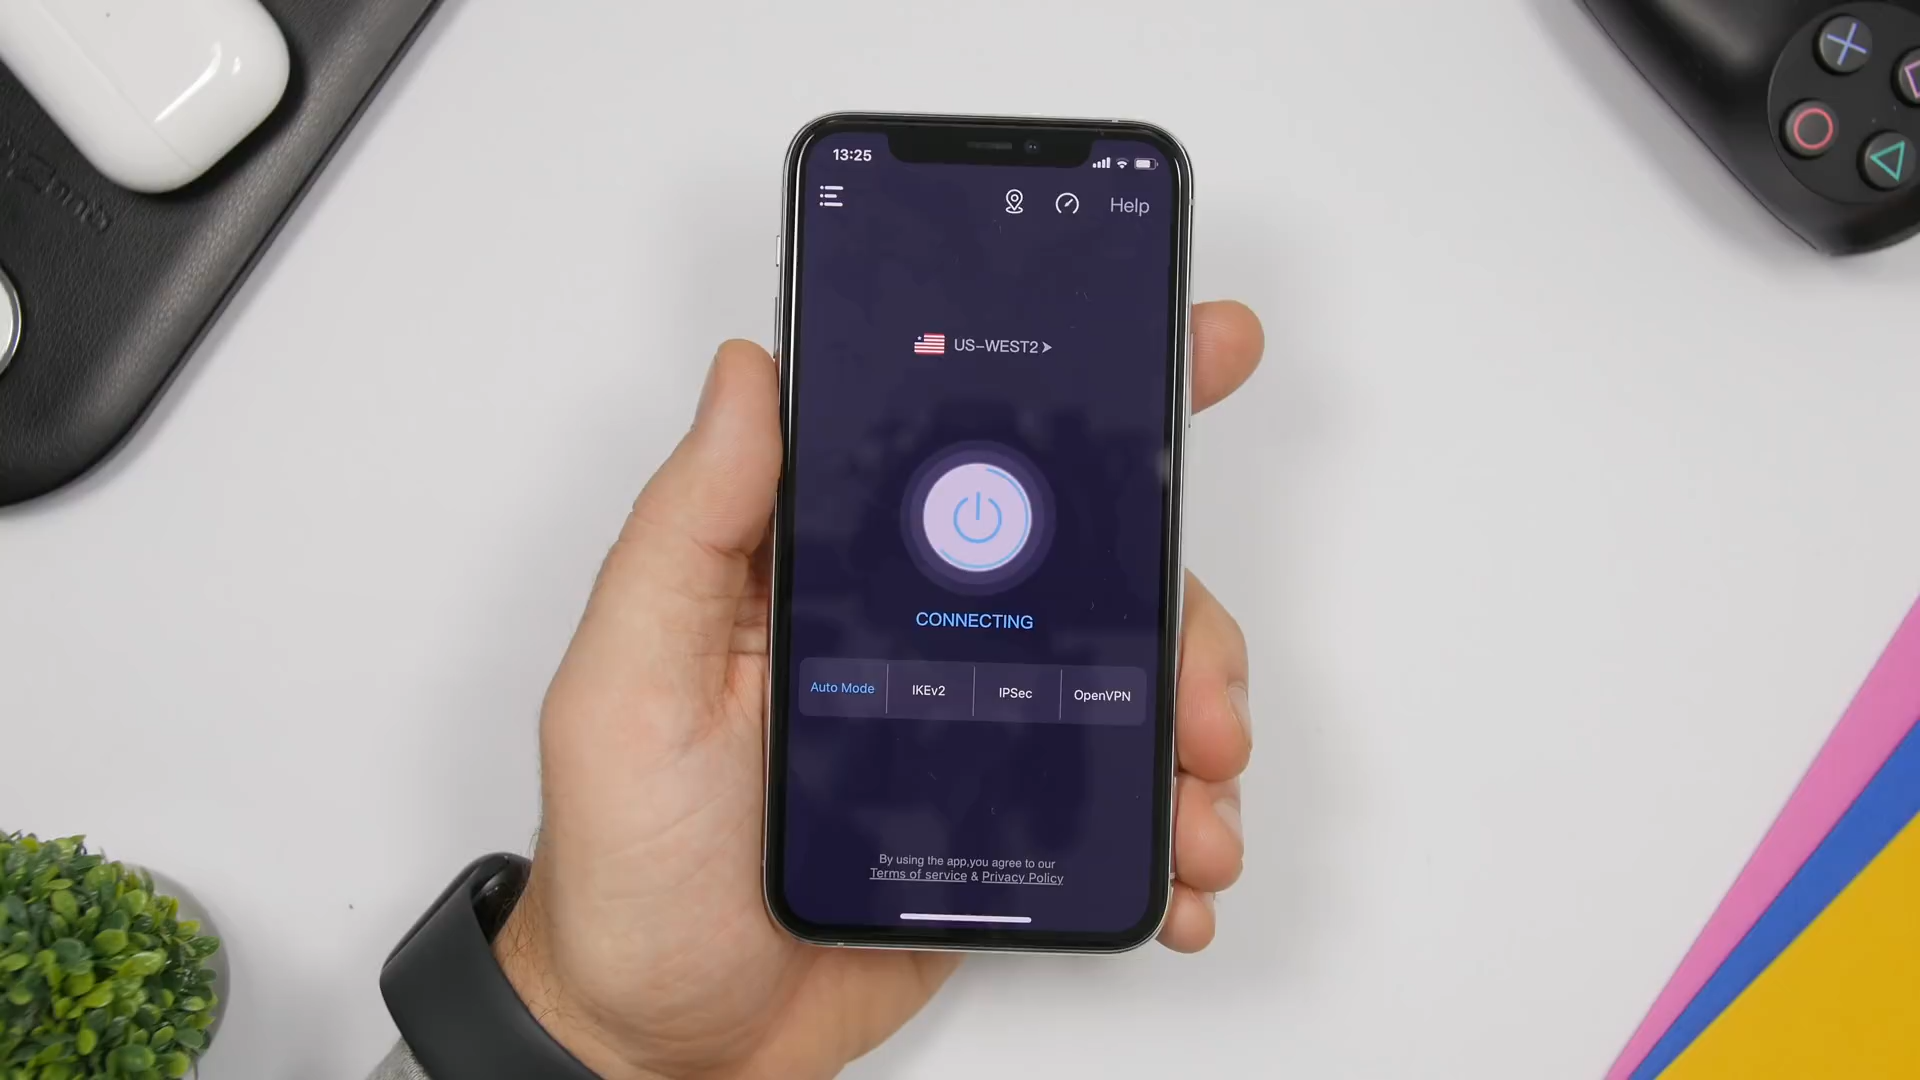 13:25
Help
US-WEST2
CONNECTING
Auto Mode
IKEv2
IPSec
OpenVPN
By using the app,you agree to our
Terms of service & Privacy Policy